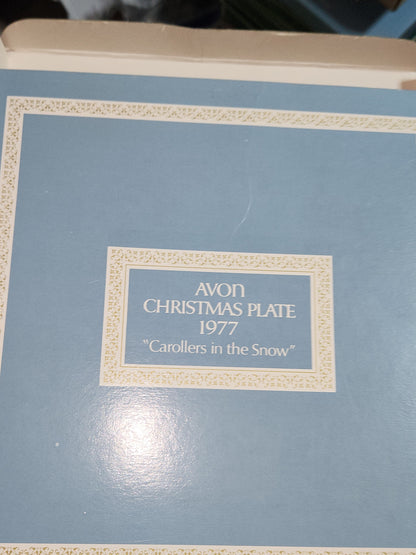 AVON
CHRISTMAS PLATE
1977
"Carollers in the Snow"